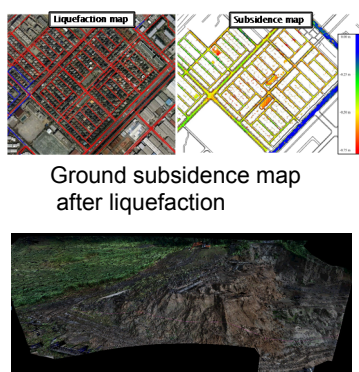 Liquefaction map
Subsidence map
Ground subsidence map
after liquefaction